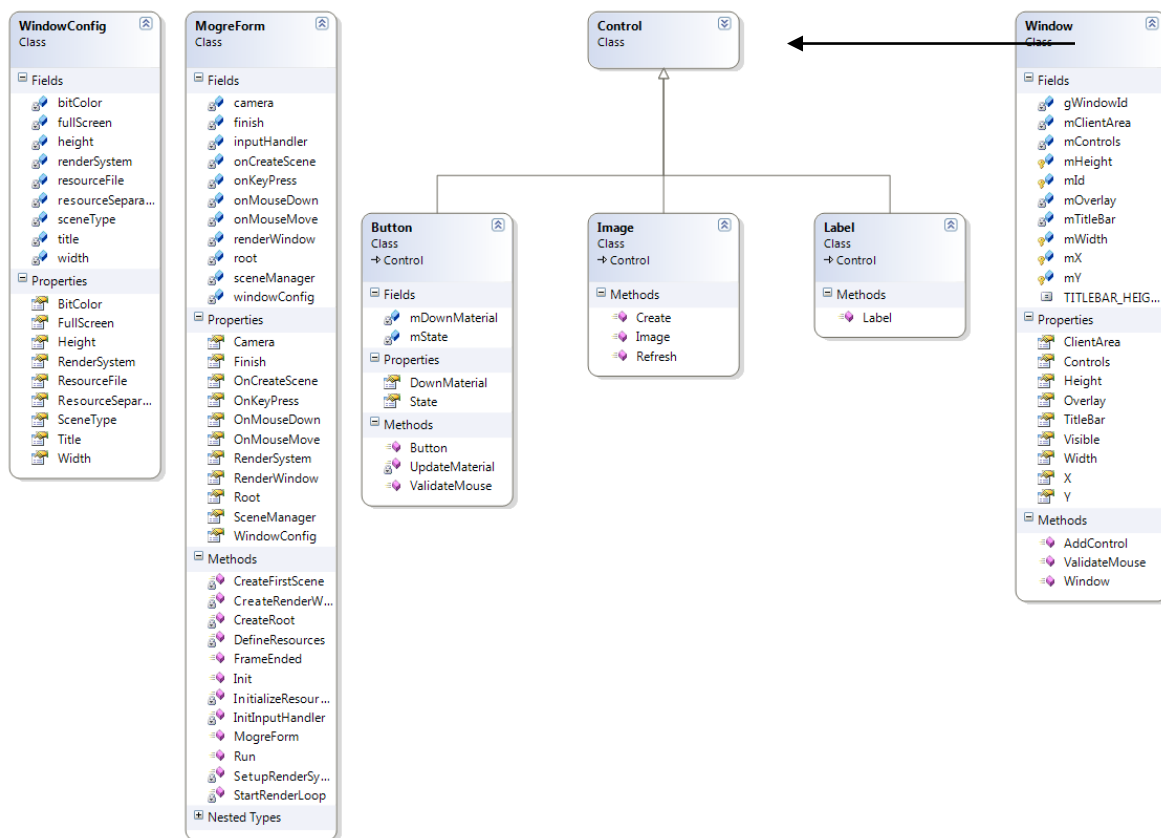 WindowConfig
Class
Fields
bitColor
fullScreen
height
renderSystem
resourceFile
resourceSepara...
sceneType
title
width
Properties
BitColor
FullScreen
Height
RenderSystem
ResourceFile
ResourceSepar...
SceneType
Title
Width
MogreForm
Class
Fields
camera
finish
inputHandler
onCreateScene
onKeyPress
onMouseDown
onMouseMove
renderWindow
root
sceneManager
windowConfig
Properties
Camera
Finish
OnCreateScene
OnKeyPress
OnMouseDown
OnMouseMove
RenderSystem
RenderWindow
Root
SceneManager
WindowConfig
Methods
CreateFirstScene
CreateRenderW...
CreateRoot
DefineResources
FrameEnded
Init
InitializeResour...
InitInputHandler
MogreForm
Run
SetupRenderSy...
StartRenderLoop
Nested Types
Control
Class
Button
Class
Control
Fields
mDownMaterial
mState
Properties
DownMaterial
State
Methods
Button
UpdateMaterial
ValidateMouse
Image
Class
Control
Methods
Create
Image
Refresh
Label
Class
Control
Methods
Label
Window
Class
Fields
gWindowId
mClientArea
mControls
mHeight
mId
mOverlay
mTitleBar
mWidth
mX
mY
TITLEBAR_HEIG...
Properties
ClientArea
Controls
Height
Overlay
TitleBar
Visible
Width
X
Y
Methods
AddControl
ValidateMouse
Window